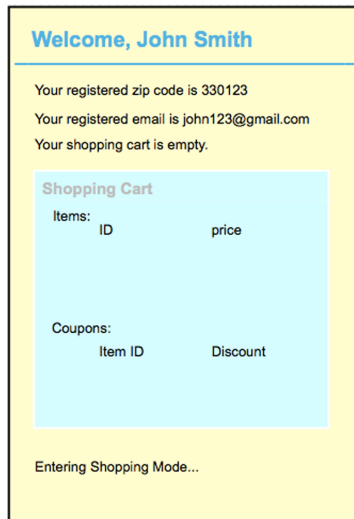 Welcome, John Smith
Your registered zip code is 330123
Your registered email is john123@gmail.com
Your shopping cart is empty.
Shopping Cart
Items:
ID price
Coupons:
Item ID Discount
Entering Shopping Mode...